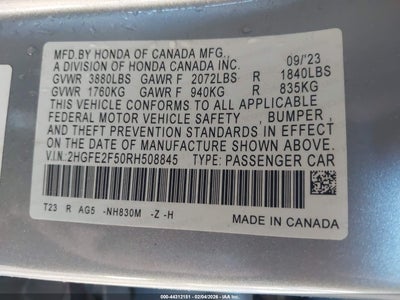 MFD.BY HONDA OF CANADA MFG., 09/'23
A DIVISION OF HONDA CANADA INC.
GVWR 3880LBS GAWR F 2072LBS R 1840LBS
GVWR 1760KG GAWR F 940KG R 835KG
THIS VEHICLE CONFORMS TO ALL APPLICABLE
FEDERAL MOTOR VEHICLE SAFETY , BUMPER ,
AND THEFT PREVENTION STANDARDS IN EFFECT
ON THE DATE OF MANUFACTURE SHOWN ABOVE.
V.I.N.:2HGFE2F50RH508845 TYPE:PASSENGER CAR
T23 R AG5 -NH830M -Z -H
MADE IN CANADA
000-44312151 - 02/04/2026 - IAA